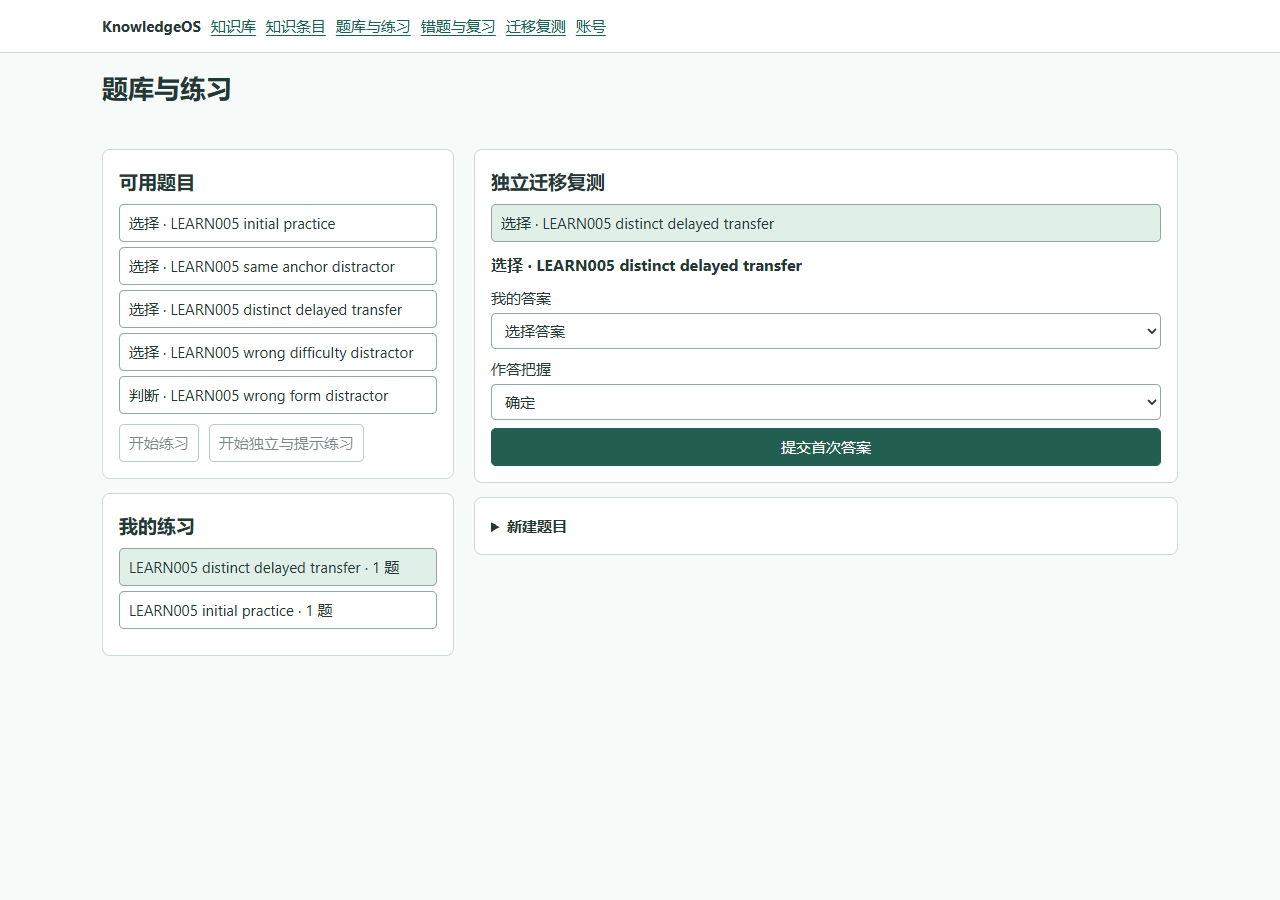 KnowledgeOS 知识库 知识条目 题库与练习 错题与复习 迁移复测 账号
题库与练习
可用题目
选择 · LEARN005 initial practice
选择 · LEARN005 same anchor distractor
选择 · LEARN005 distinct delayed transfer
选择 · LEARN005 wrong difficulty distractor
判断 · LEARN005 wrong form distractor
开始练习 开始独立与提示练习
我的练习
LEARN005 distinct delayed transfer · 1 题
LEARN005 initial practice · 1 题
独立迁移复测
选择 · LEARN005 distinct delayed transfer
选择 · LEARN005 distinct delayed transfer
我的答案
选择答案
作答把握
确定
提交首次答案
新建题目